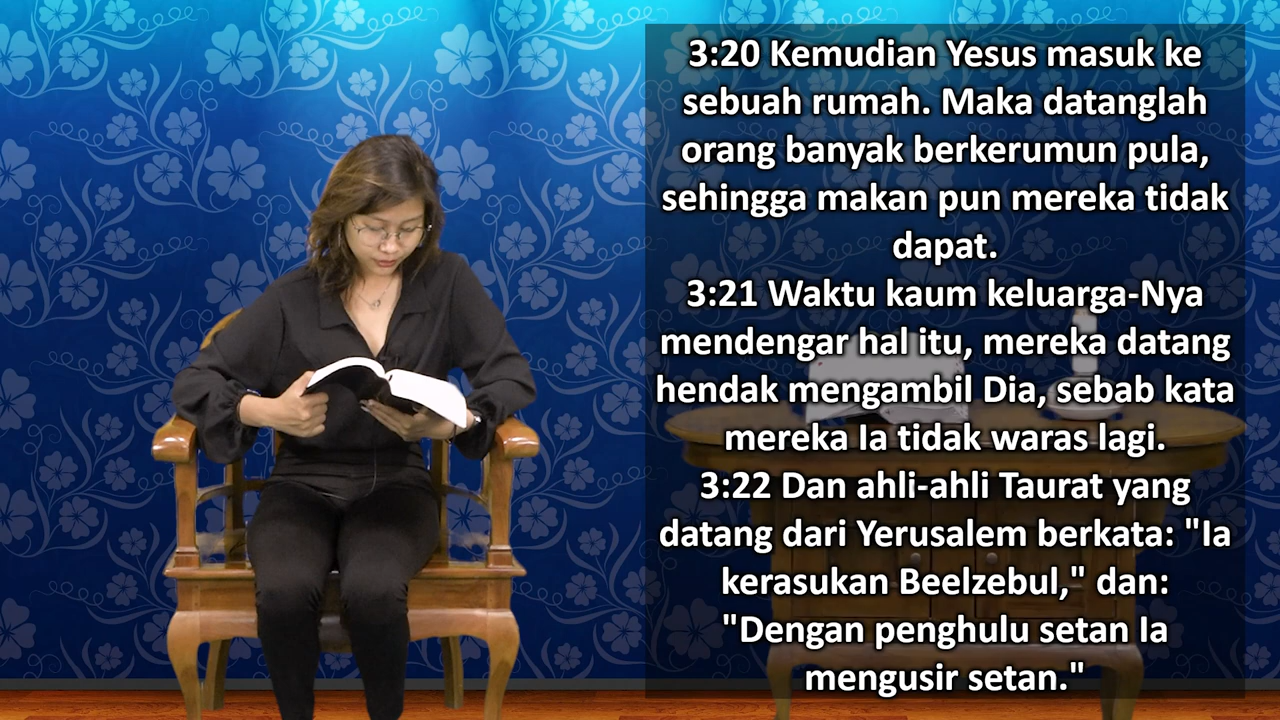 3:20 Kemudian Yesus masuk ke
sebuah rumah. Maka datanglah
orang banyak berkerumun pula,
sehingga makan pun mereka tidak
dapat.
3:21 Waktu kaum keluarga-Nya
mendengar hal itu, mereka datang
hendak mengambil Dia, sebab kata
mereka Ia tidak waras lagi.
3:22 Dan ahli-ahli Taurat yang
datang dari Yerusalem berkata: "Ia
kerasukan Beelzebul," dan:
"Dengan penghulu setan Ia
mengusir setan."